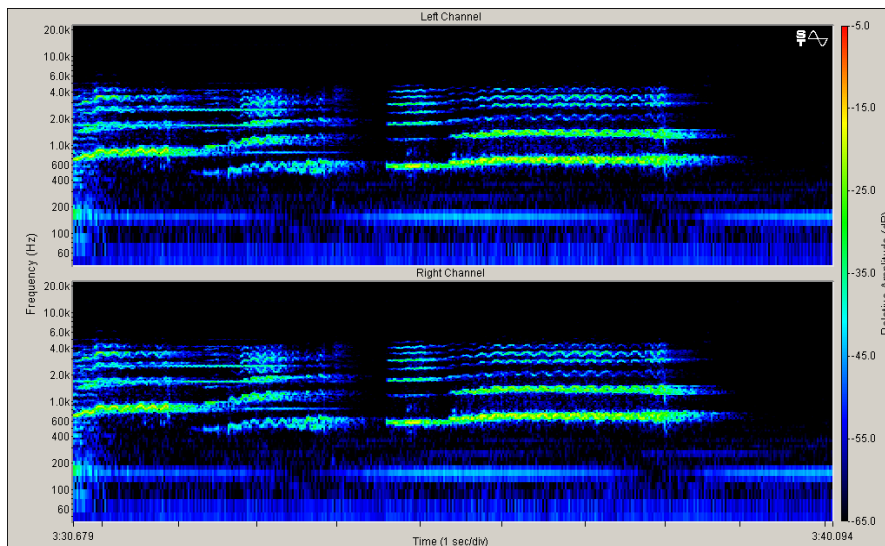 Left Channel
20.0k
10.0k
6.0k
4.0k
2.0k
1.0k
600
400
200
100
60
S T
Right Channel
20.0k
10.0k
6.0k
4.0k
2.0k
1.0k
600
400
200
100
60
Frequency (Hz)
-5.0
-15.0
-25.0
-35.0
-45.0
-55.0
-65.0
Relative Amplitude (dB)
3:30.679
Time (1 sec/div)
3:40.094